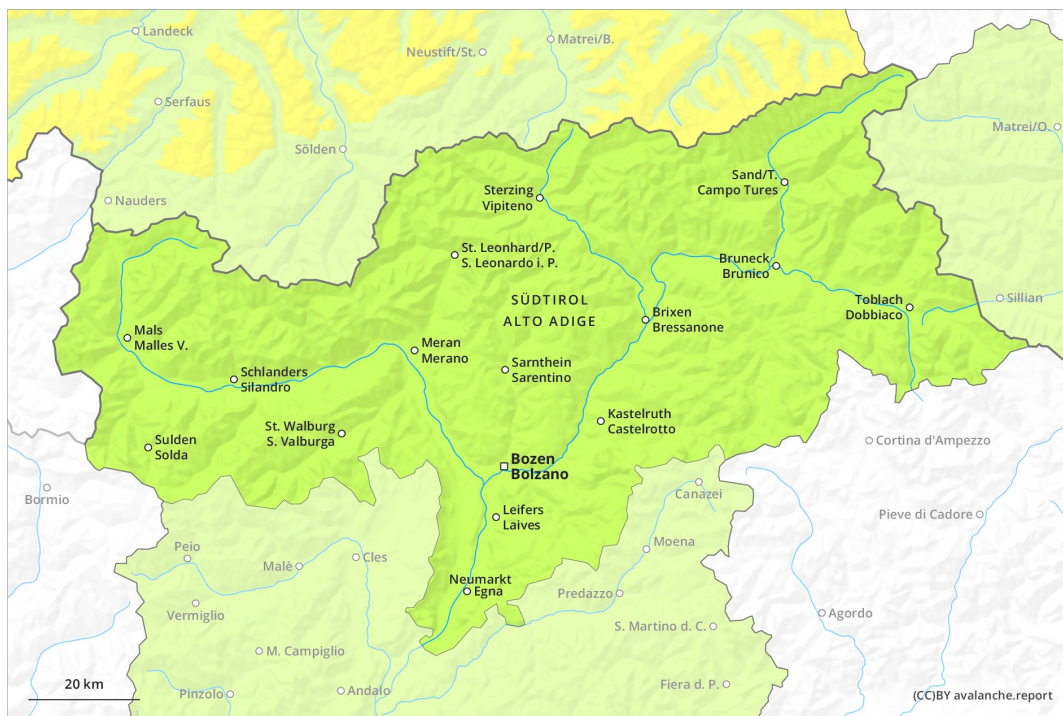 Landeck
Matrei/B.
Neustift/St.
Serfaus
Matrei/O.
Sölden
Sand/T.
Campo Tures
Sterzing
Vipiteno
Nauders
St. Leonhard/P.
S. Leonardo i. P.
Bruneck
Brunico
SÜDTIROL
ALTO ADIGE
Toblach
Dobbiaco
Sillian
Brixen
Bressanone
Mals
Malles V.
Meran
Merano
Sarnthein
Sarentino
Schlanders
Silandro
Kastelruth
Castelrotto
St. Walburg
S. Valburga
Sulden
Solda
Cortina d'Ampezzo
Bozen
Bolzano
Bormio
Canazei
Leifers
Laives
Pieve di Cadore
Peio
Moena
Cles
Malè
Neumarkt
Egna
Predazzo
Vermiglio
Agordo
S. Martino d. C.
M. Campiglio
20 km
Pinzolo
Andalo
Fiera d. P.
(CC)BY avalanche.report